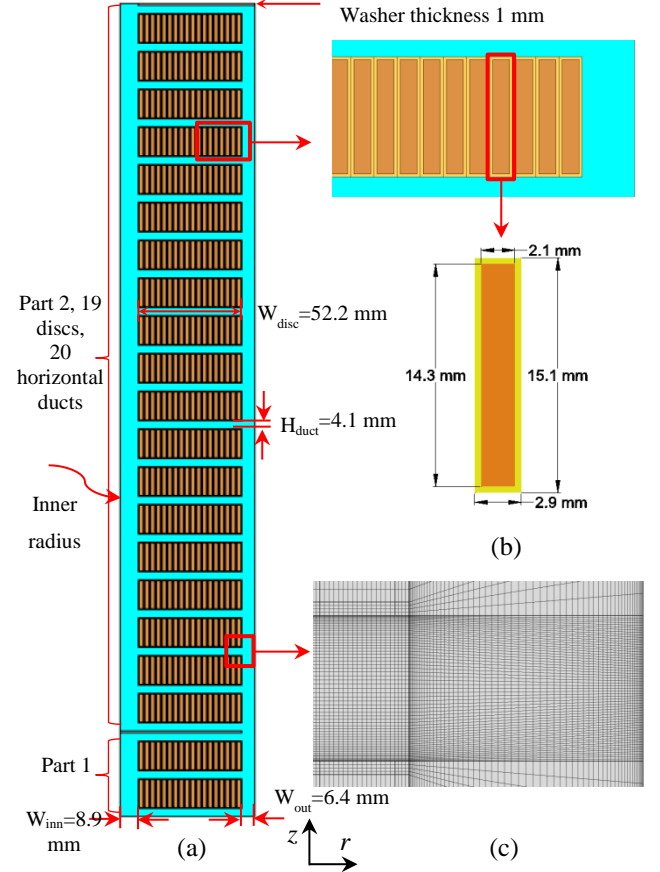 Washer thickness 1 mm
2.1 mm
Part 2, 19
discs,
20
horizontal
ducts
W_disc=52.2 mm
14.3 mm
15.1 mm
H_duct=4.1 mm
2.9 mm
Inner
radius
(b)
Part 1
W_inn=8.9
mm
W_out=6.4 mm
(a)
z
r
(c)